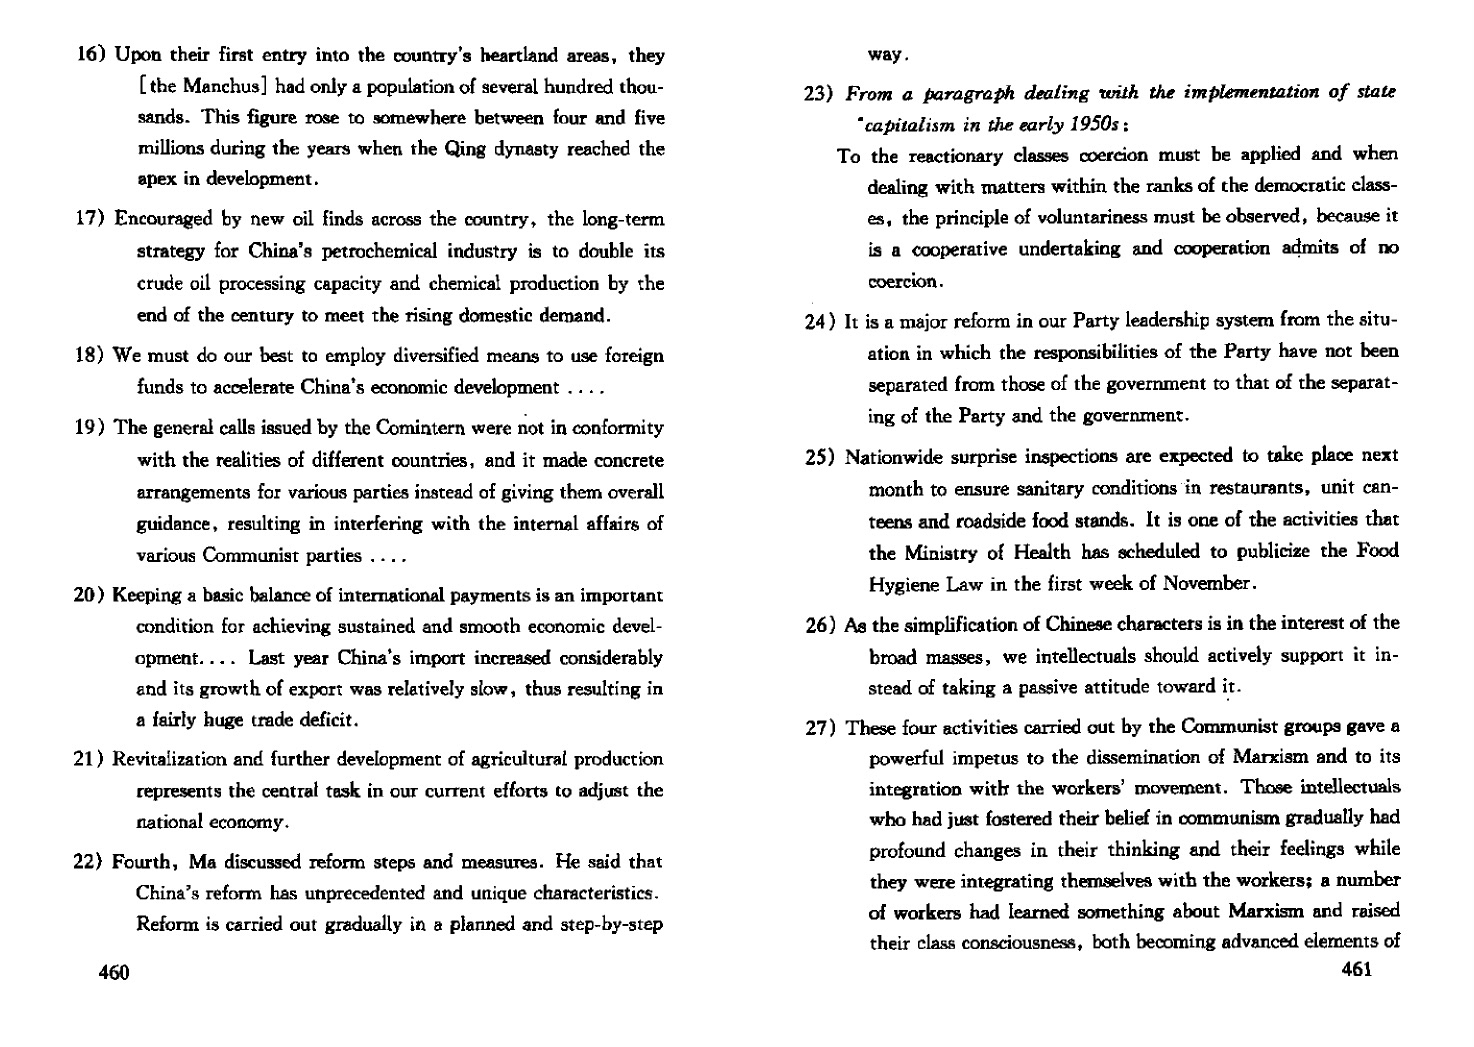 16) Upon their first entry into the country's heartland areas, they
[the Manchus] had only a population of several hundred thou-
sands. This figure rose to somewhere between four and five
millions during the years when the Qing dynasty reached the
apex in development.
17) Encouraged by new oil finds across the country, the long-term
strategy for China's petrochemical industry is to double its
crude oil processing capacity and chemical production by the
end of the century to meet the rising domestic demand.
18) We must do our best to employ diversified means to use foreign
funds to accelerate China's economic development ....
19) The general calls issued by the Comintern were not in conformity
with the realities of different countries, and it made concrete
arrangements for various parties instead of giving them overall
guidance, resulting in interfering with the internal affairs of
various Communist parties ....
20) Keeping a basic balance of international payments is an important
condition for achieving sustained and smooth economic devel-
opment.... Last year China's import increased considerably
and its growth of export was relatively slow, thus resulting in
a fairly huge trade deficit.
21) Revitalization and further development of agricultural production
represents the central task in our current efforts to adjust the
national economy.
22) Fourth, Ma discussed reform steps and measures. He said that
China's reform has unprecedented and unique characteristics.
Reform is carried out gradually in a planned and step-by-step
460
way.
23) From a paragraph dealing with the implementation of state
"capitalism in the early 1950s:
To the reactionary classes coercion must be applied and when
dealing with matters within the ranks of the democratic class-
es, the principle of voluntariness must be observed, because it
is a cooperative undertaking and cooperation admits of no
coercion.
24) It is a major reform in our Party leadership system from the situ-
ation in which the responsibilities of the Party have not been
separated from those of the government to that of the separat-
ing of the Party and the government.
25) Nationwide surprise inspections are expected to take place next
month to ensure sanitary conditions in restaurants, unit can-
teens and roadside food stands. It is one of the activities that
the Ministry of Health has scheduled to publicize the Food
Hygiene Law in the first week of November.
26) As the simplification of Chinese characters is in the interest of the
broad masses, we intellectuals should actively support it in-
stead of taking a passive attitude toward it.
27) These four activities carried out by the Communist groups gave a
powerful impetus to the dissemination of Marxism and to its
integration with the workers' movement. Those intellectuals
who had just fostered their belief in communism gradually had
profound changes in their thinking and their feelings while
they were integrating themselves with the workers; a number
of workers had learned something about Marxism and raised
their class consciousness, both becoming advanced elements of
461